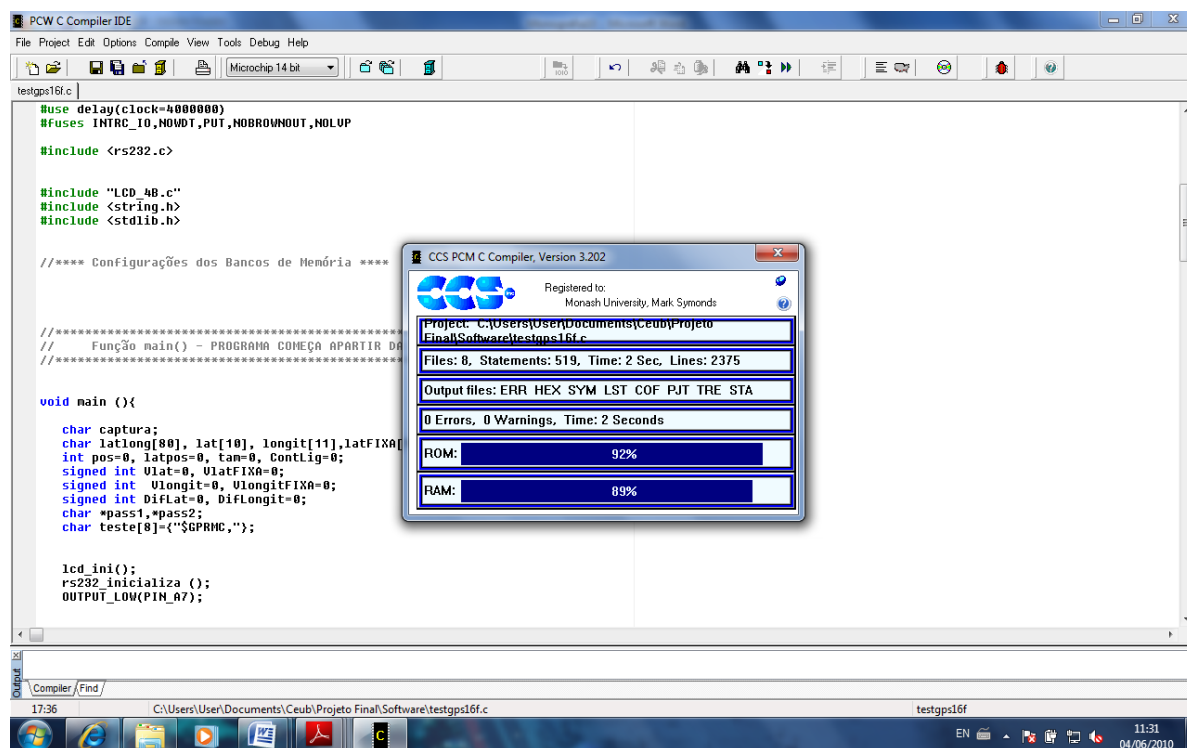 PCW C Compiler IDE
File Project Edit Options Compile View Tools Debug Help
Microchip 14 bit
testgps16f.c
#use delay(clock=4000000)
#fuses INTRC_IO,NOWDT,PUT,NOBROWNOUT,NOLVP
#include <rs232.c>
#include "LCD_4B.c"
#include <string.h>
#include <stdlib.h>
//**** Configurações dos Bancos de Memória ****
//****************************************
// Função main() - PROGRAMA COMEÇA APARTIR DA
//****************************************
void main (){
char captura;
char latlong[80], lat[10], longit[11],latFIXA[
int pos=0, latpos=0, tam=0, ContLig=0;
signed int Vlat=0, VlatFIXA=0;
signed int Vlongit=0, VlongitFIXA=0;
signed int DifLat=0, DifLongit=0;
char *pass1,*pass2;
char teste[8]={"$GPRMC,"};
lcd_ini();
rs232_inicializa ();
OUTPUT_LOW(PIN_A7);
CCS PCM C Compiler, Version 3.202
CCS
Registered to:
Monash University, Mark Symonds
Project: C:\Users\User\Documents\Ceub\Projeto
Final\Software\testgps16f.c
Files: 8, Statements: 519, Time: 2 Sec, Lines: 2375
Output files: ERR HEX SYM LST COF PJT TRE STA
0 Errors, 0 Warnings, Time: 2 Seconds
ROM: 92%
RAM: 89%
Output
Compiler Find
17:36 C:\Users\User\Documents\Ceub\Projeto Final\Software\testgps16f.c testgps16f
EN 11:31
04/06/2010